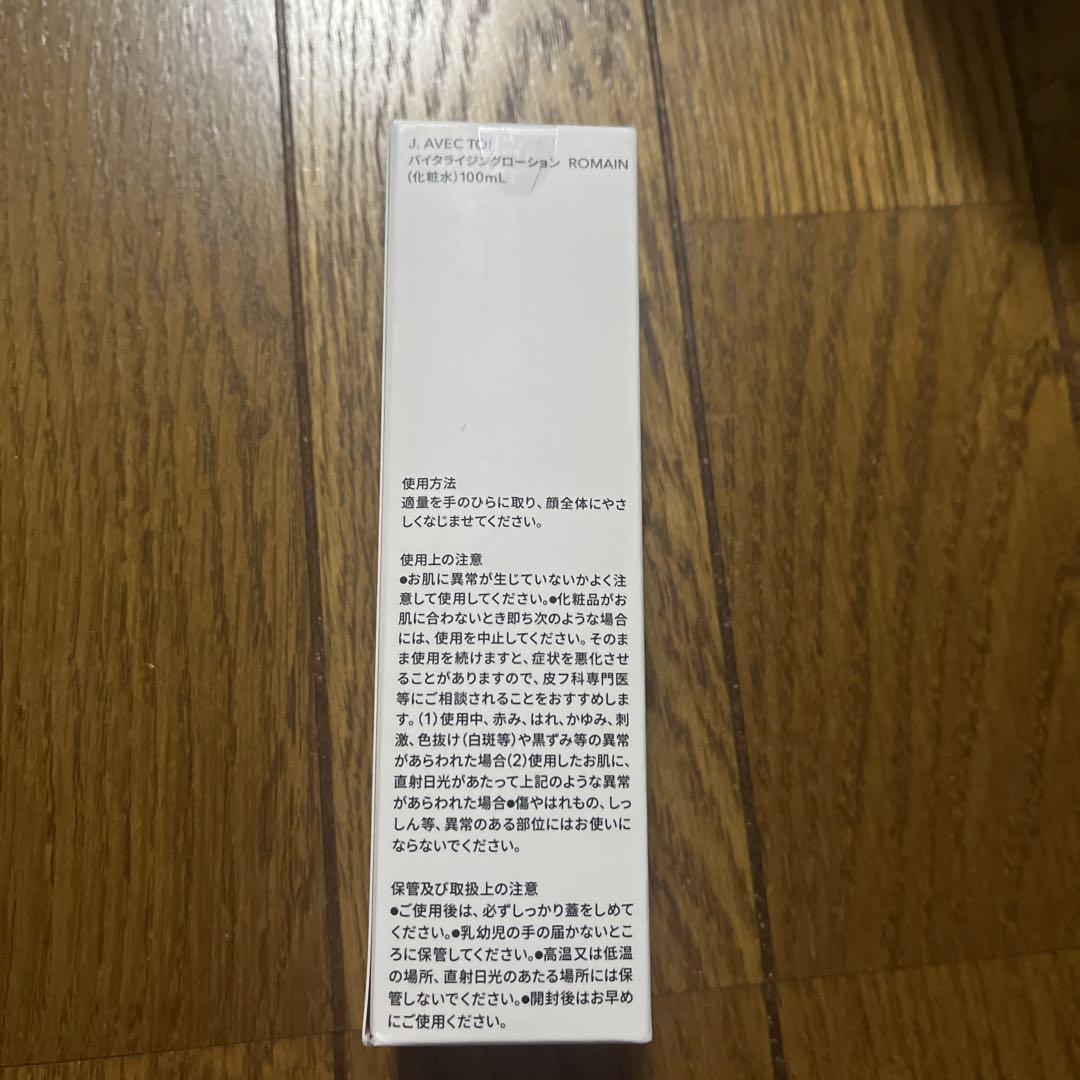 J. AVEC TOI
バイタライジングローション ROMAIN
(化粧水)100mL
使用方法
適量を手のひらに取り、顔全体にやさ
しくなじませてください。
使用上の注意
●お肌に異常が生じていないかよく注
意して使用してください。●化粧品がお
肌に合わないとき即ち次のような場合
には、使用を中止してください。そのま
ま使用を続けますと、症状を悪化させ
ることがありますので、皮フ科専門医
等にご相談されることをおすすめしま
す。(1)使用中、赤み、はれ、かゆみ、刺
激、色抜け(白斑等)や黒ずみ等の異常
があらわれた場合(2)使用したお肌に、
直射日光があたって上記のような異常
があらわれた場合●傷やはれもの、しっ
しん等、異常のある部位にはお使いに
ならないでください。
保管及び取扱上の注意
●ご使用後は、必ずしっかり蓋をしめて
ください。●乳幼児の手の届かないとこ
ろに保管してください。●高温又は低温
の場所、直射日光のあたる場所には保
管しないでください。●開封後はお早め
にご使用ください。